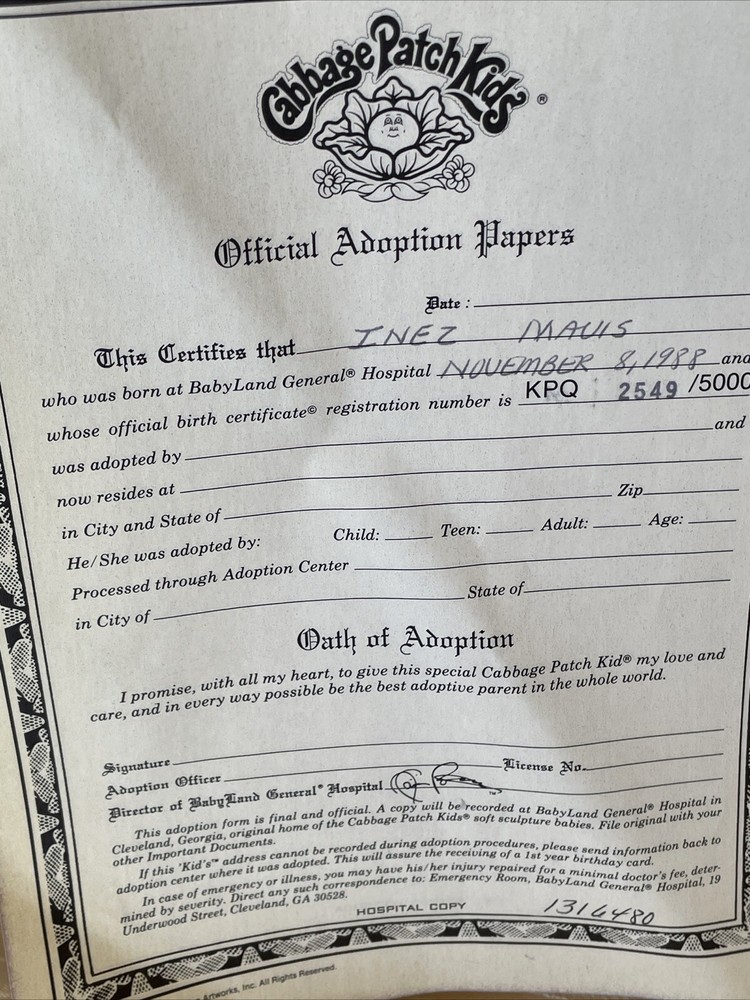 Cabbage Patch Kids®
Official Adoption Papers
Date :
This Certifies that INEZ MAVIS
who was born at BabyLand General® Hospital NOVEMBER 8, 1988 and
whose official birth certificate© registration number is KPQ 2549 /5000
was adopted by and
now resides at
in City and State of Zip
He/She was adopted by: Child: Teen: Adult: Age:
Processed through Adoption Center
in City of State of
Oath of Adoption
I promise, with all my heart, to give this special Cabbage Patch Kid® my love and
care, and in every way possible be the best adoptive parent in the whole world.
Signature
Adoption Officer License No.
Director of BabyLand General® Hospital
This adoption form is final and official. A copy will be recorded at BabyLand General® Hospital in
Cleveland, Georgia, original home of the Cabbage Patch Kids® soft sculpture babies. File original with your
other Important Documents.
If this 'Kid's™ address cannot be recorded during adoption procedures, please send information back to
adoption center where it was adopted. This will assure the receiving of a 1st year birthday card.
In case of emergency or illness, you may have his/her injury repaired for a minimal doctor's fee, deter-
mined by severity. Direct any such correspondence to: Emergency Room, BabyLand General® Hospital, 19
Underwood Street, Cleveland, GA 30528.
HOSPITAL COPY 1316480
Artworks, Inc. All Rights Reserved.